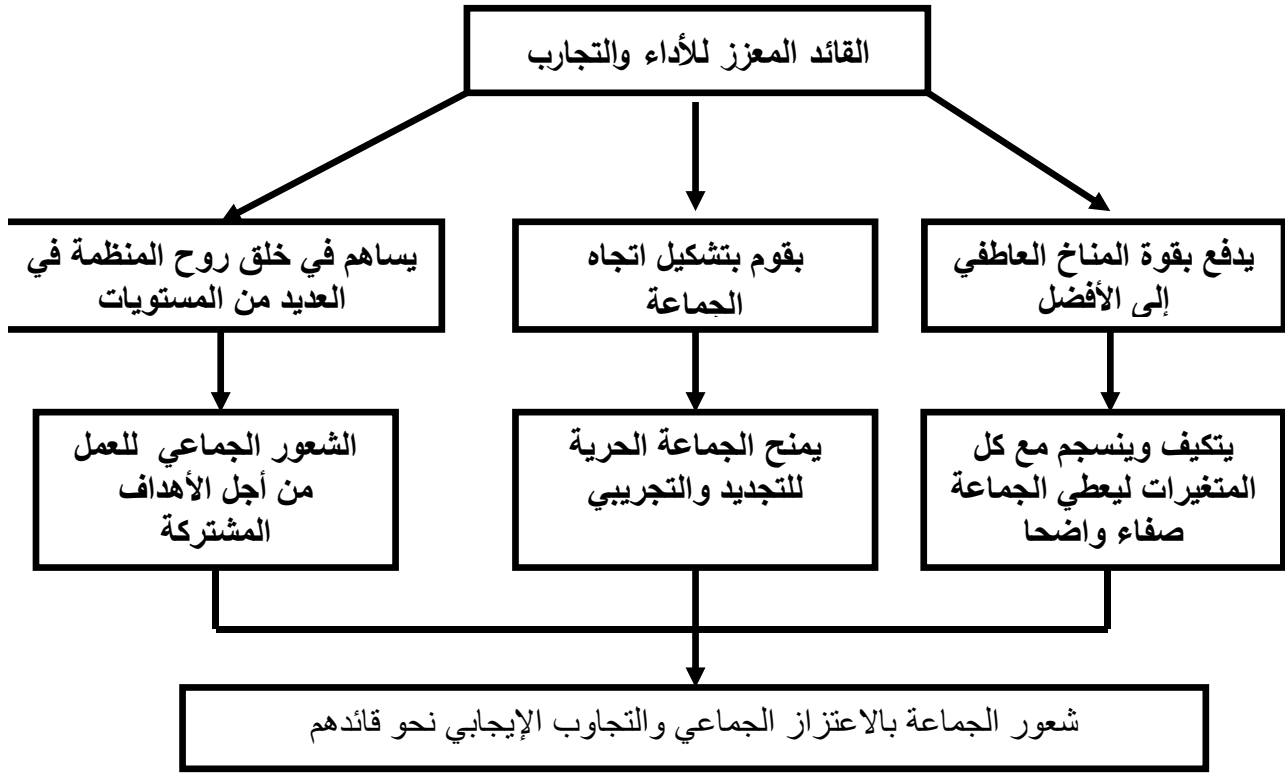 القائد المعزز للأداء والتجارب
يدفع بقوة المناخ العاطفي
إلى الأفضل
بقوم بتشكيل اتجاه
الجماعة
يساهم في خلق روح المنظمة في
العديد من المستويات
يتكيف وينسجم مع كل
المتغيرات ليعطي الجماعة
صفاء واضحا
يمنح الجماعة الحرية
للتجديد والتجريبي
الشعور الجماعي للعمل
من أجل الأهداف
المشتركة
شعور الجماعة بالاعتزاز الجماعي والتجاوب الإيجابي نحو قائدهم